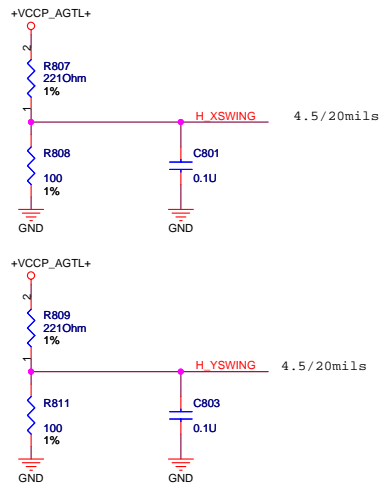 +VCCP_AGTL+
2
R807
221Ohm
1%
1
H_XSWING
4.5/20mils
R808
100
1%
C801
0.1U
GND
GND
+VCCP_AGTL+
2
R809
221Ohm
1%
1
H_YSWING
4.5/20mils
R811
100
1%
C803
0.1U
GND
GND